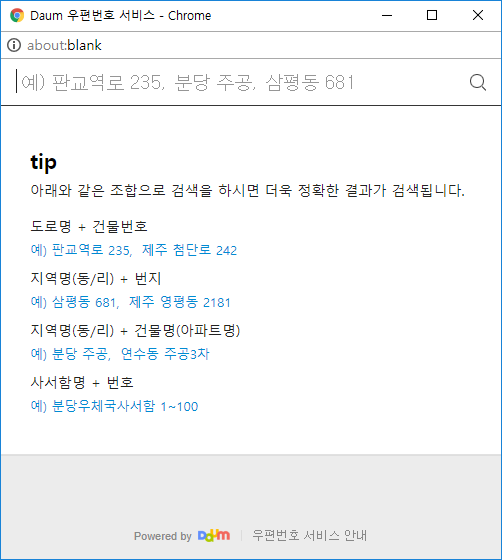 Daum 우편번호 서비스 - Chrome
about:blank
예) 판교역로 235, 분당 주공, 삼평동 681
tip
아래와 같은 조합으로 검색을 하시면 더욱 정확한 결과가 검색됩니다.
도로명 + 건물번호
예) 판교역로 235, 제주 첨단로 242
지역명(동/리) + 번지
예) 삼평동 681, 제주 영평동 2181
지역명(동/리) + 건물명(아파트명)
예) 분당 주공, 연수동 주공3차
사서함명 + 번호
예) 분당우체국사서함 1~100
Powered by Daum 우편번호 서비스 안내